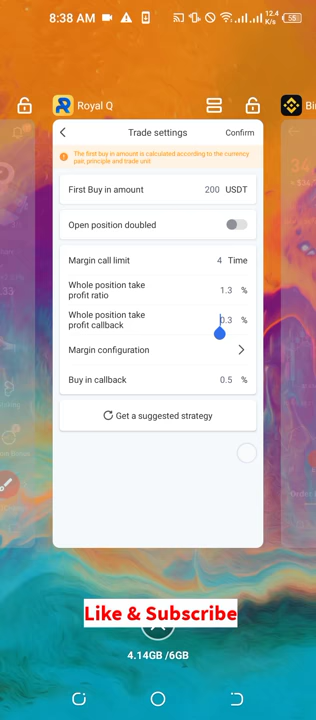 8:38 AM
12.4
K/s
55
Royal Q
Bi
Trade settings
Confirm
The first buy in amount is calculated according to the currency
pair, principle and trade unit
First Buy in amount 200 USDT
Open position doubled
Margin call limit 4 Time
Whole position take
profit ratio 1.3 %
Whole position take
profit callback 0.3 %
Margin configuration
Buy in callback 0.5 %
Get a suggested strategy
Like & Subscribe
4.14GB /6GB